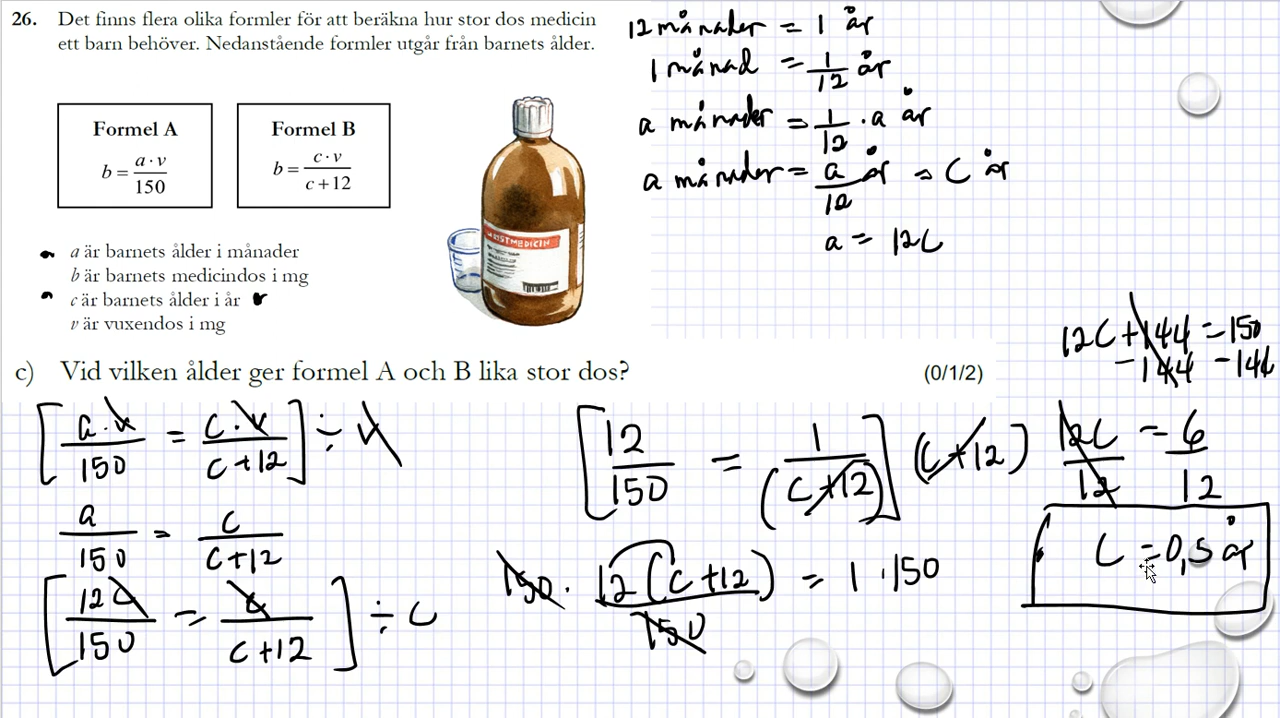 26. Det finns flera olika formler för att beräkna hur stor dos medicin
ett barn behöver. Nedanstående formler utgår från barnets ålder.
Formel A
b = a · v / 150
Formel B
b = c · v / c + 12
a är barnets ålder i månader
b är barnets medicindos i mg
c är barnets ålder i år
v är vuxendos i mg
12 månader = 1 år
1 månad = 1/12 år
a månader = 1/12 · a år
a månader = a/12 år = C år
a = 12C
c) Vid vilken ålder ger formel A och B lika stor dos? (0/1/2)
[a·v / 150 = c·v / c+12] ÷ v
a / 150 = c / c+12
[12c / 150 = c / c+12] ÷ c
[12 / 150 = 1 / (c+12)] (c+12)
150 · 12(c+12) / 150 = 1 · 150
12C + 144 = 150
-144 -144
12C / 12 = 6 / 12
C = 0,5 år